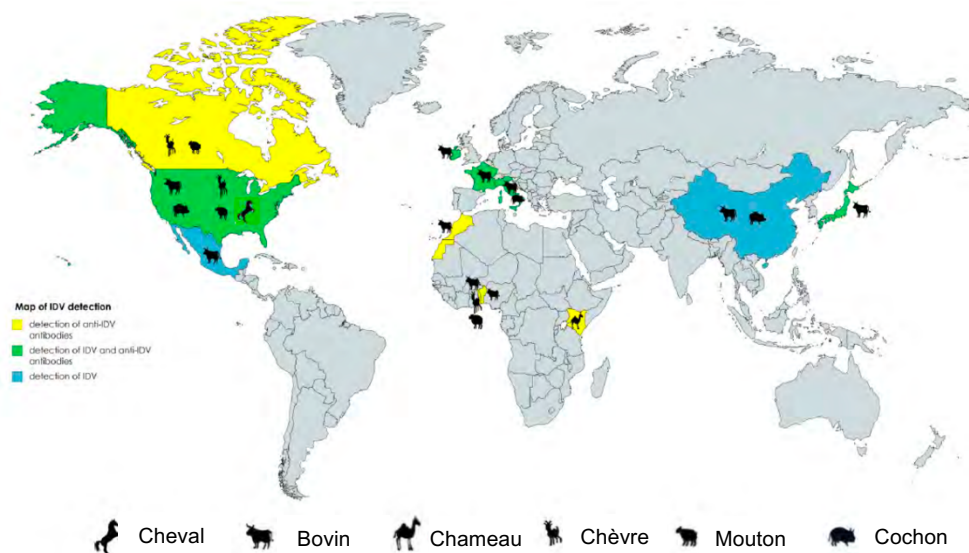 Map of IDV detection
detection of anti-IDV
antibodies
detection of IDV and anti-IDV
antibodies
detection of IDV
Cheval Bovin Chameau Chèvre Mouton Cochon